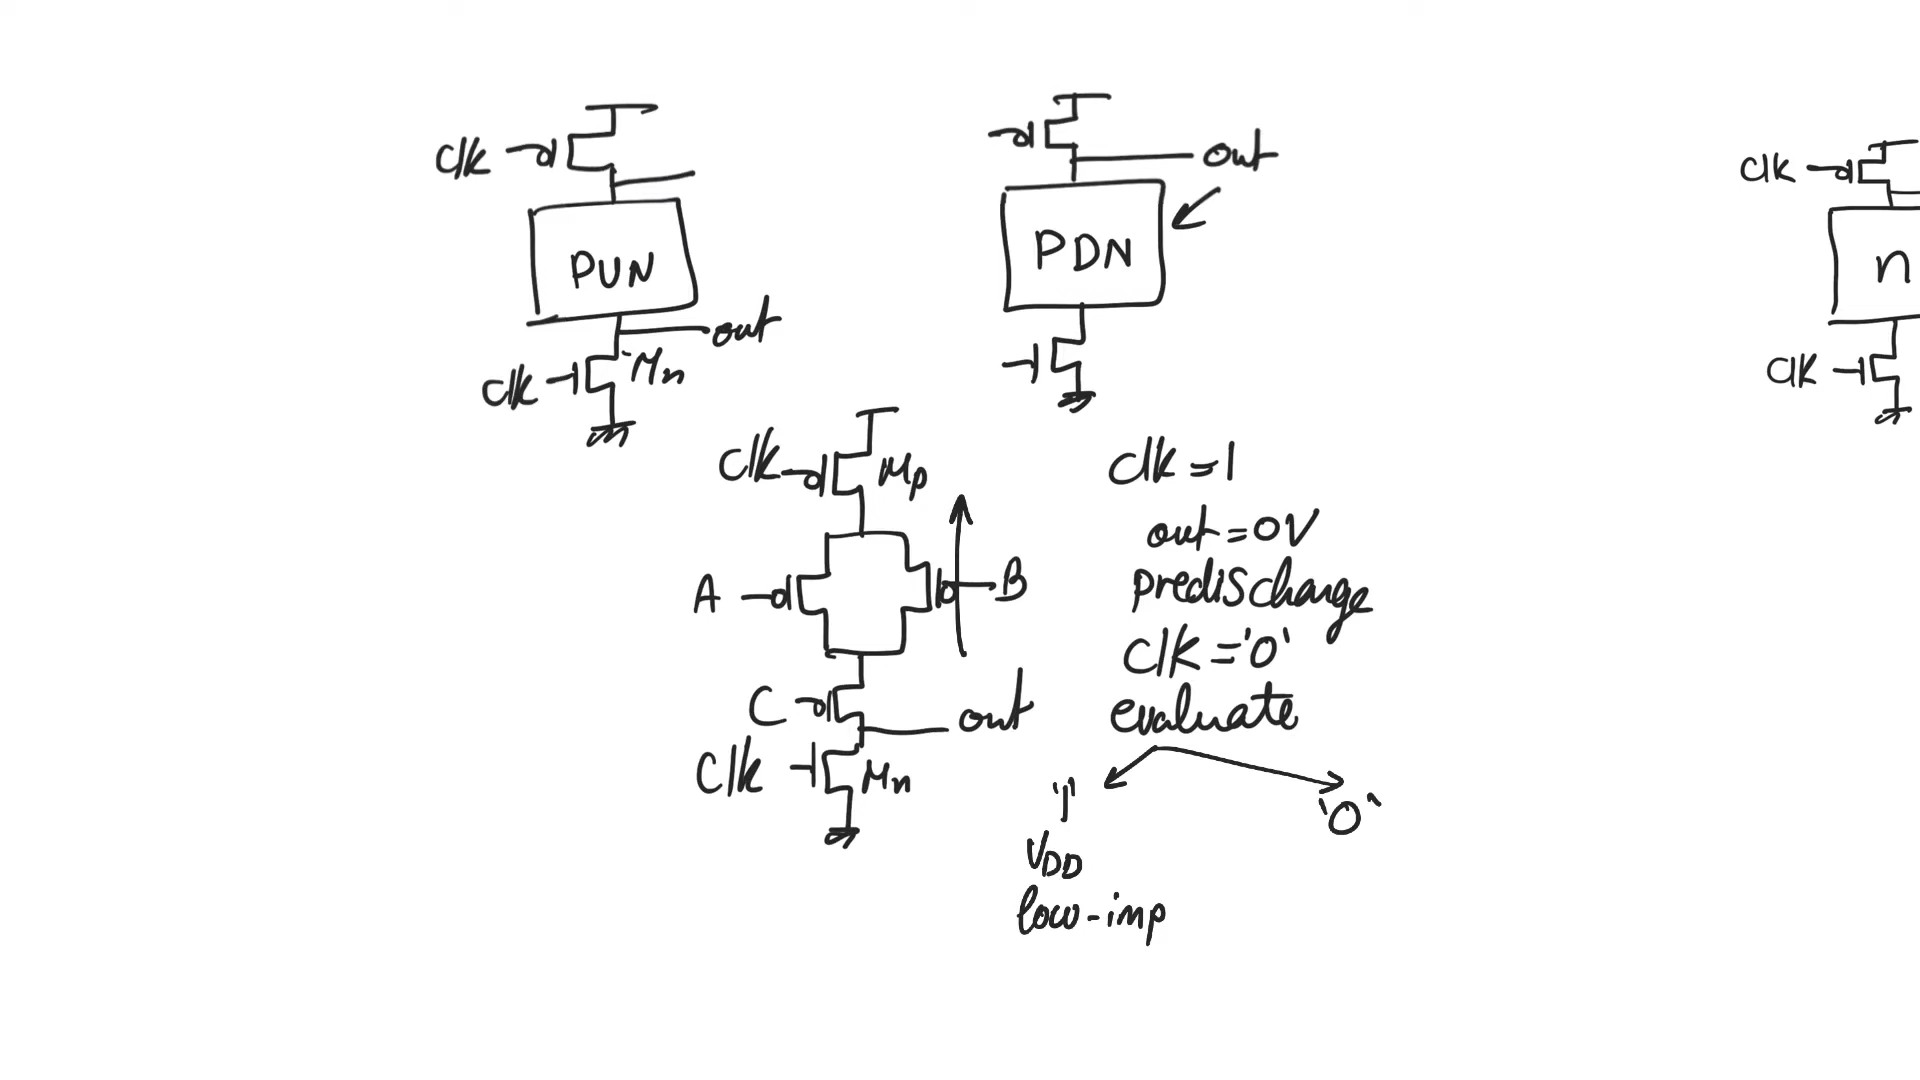 Clk
PUN
out
Clk
Mn
out
PDN
Clk
n
Clk
Clk
Mp
A
B
C
out
Clk
Mn
Clk =1
out = 0V
predischarge
Clk ='0'
evaluate
'1'
'0'
VDD
low-imp